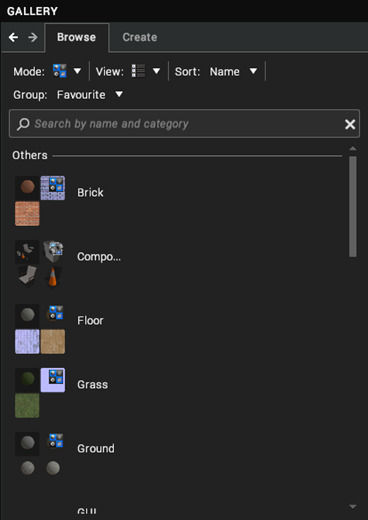 GALLERY
Browse Create
Mode: View: Sort: Name
Group: Favourite
Search by name and category
Others
Brick
Compo...
Floor
Grass
Ground
GUI